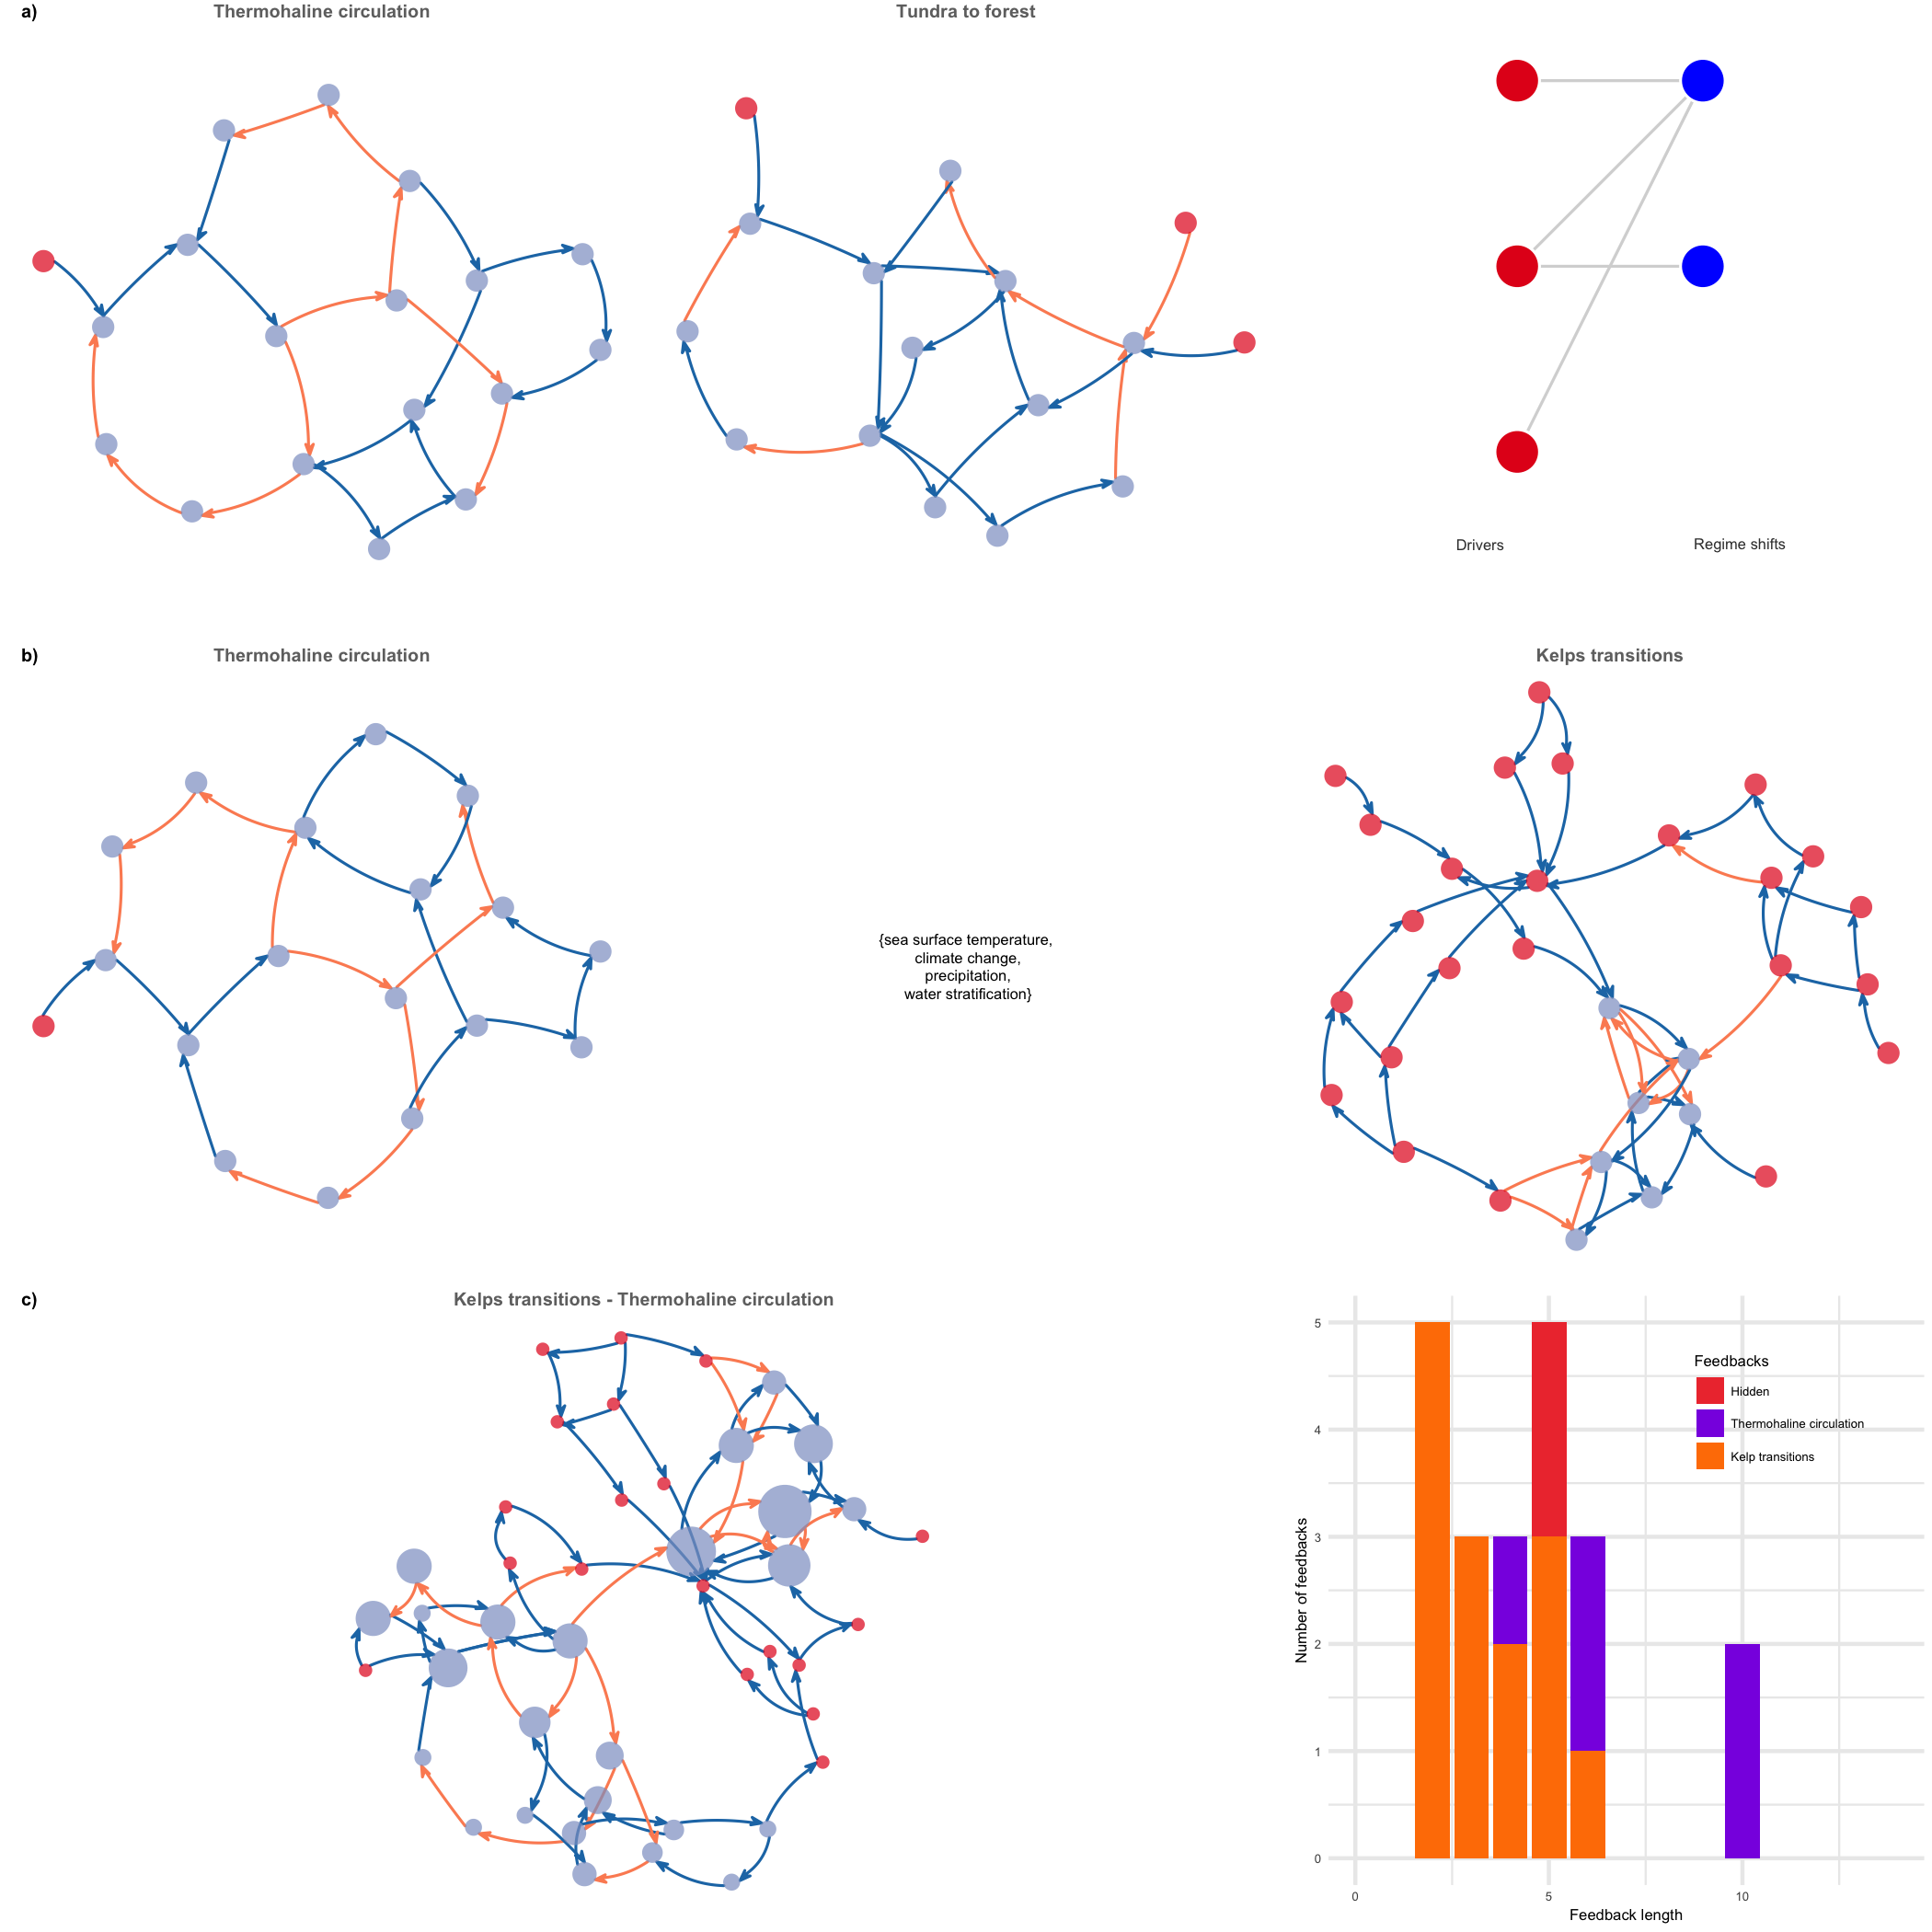 a)
Thermohaline circulation
Tundra to forest
Drivers
Regime shifts
b)
Thermohaline circulation
Kelps transitions
{sea surface temperature,
climate change,
precipitation,
water stratification}
c)
Kelps transitions - Thermohaline circulation
5
4
3
2
1
0
Number of feedbacks
Feedbacks
Hidden
Thermohaline circulation
Kelp transitions
0
5
10
Feedback length